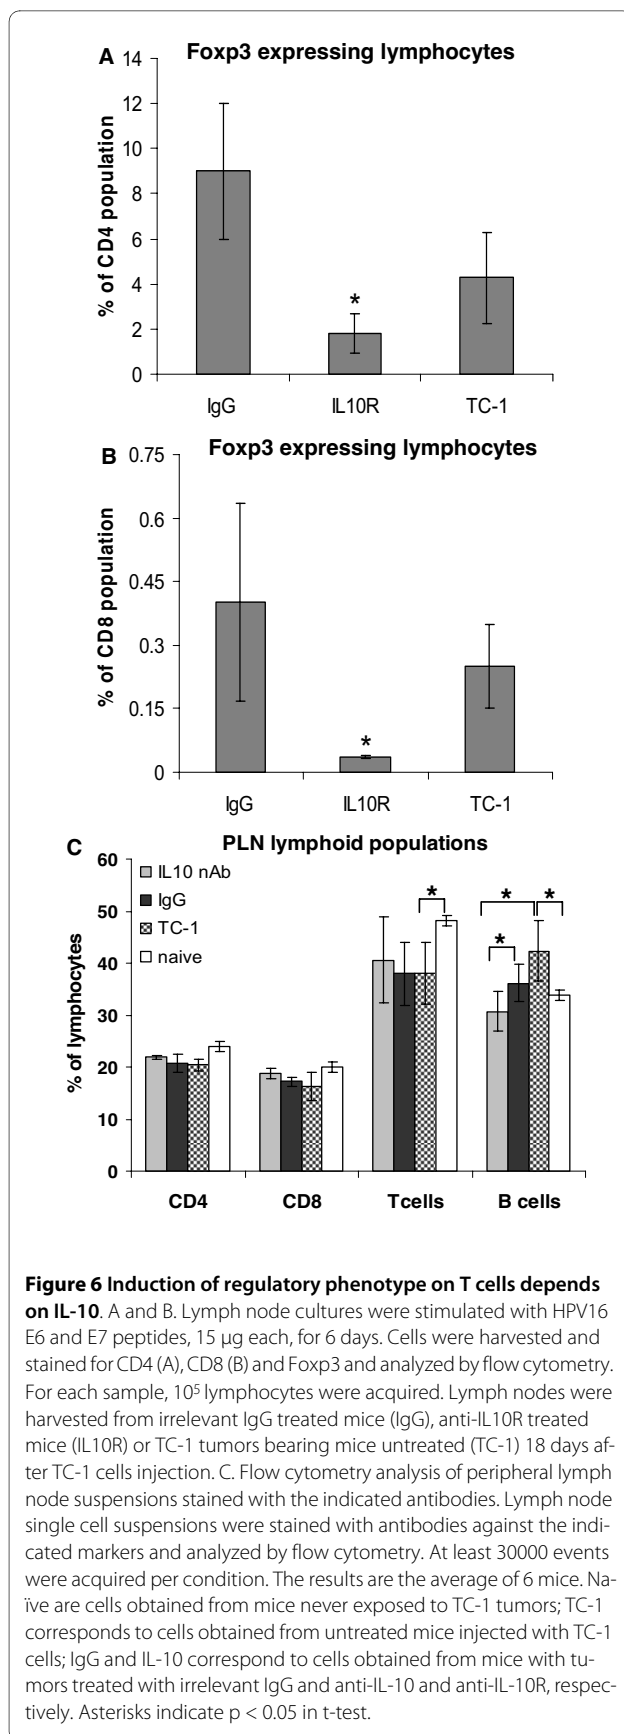 A Foxp3 expressing lymphocytes
% of CD4 population
14
12
10
8
6
4
2
0
*
IgG IL10R TC-1
B Foxp3 expressing lymphocytes
% of CD8 population
0.75
0.6
0.45
0.3
0.15
0
*
IgG IL10R TC-1
C PLN lymphoid populations
% of lymphocytes
60
50
40
30
20
10
0
IL10 nAb
IgG
TC-1
naive
* * * *
CD4 CD8 Tcells B cells
Figure 6 Induction of regulatory phenotype on T cells depends
on IL-10. A and B. Lymph node cultures were stimulated with HPV16
E6 and E7 peptides, 15 μg each, for 6 days. Cells were harvested and
stained for CD4 (A), CD8 (B) and Foxp3 and analyzed by flow cytometry.
For each sample, 10⁵ lymphocytes were acquired. Lymph nodes were
harvested from irrelevant IgG treated mice (IgG), anti-IL10R treated
mice (IL10R) or TC-1 tumors bearing mice untreated (TC-1) 18 days af-
ter TC-1 cells injection. C. Flow cytometry analysis of peripheral lymph
node suspensions stained with the indicated antibodies. Lymph node
single cell suspensions were stained with antibodies against the indi-
cated markers and analyzed by flow cytometry. At least 30000 events
were acquired per condition. The results are the average of 6 mice. Na-
ïve are cells obtained from mice never exposed to TC-1 tumors; TC-1
corresponds to cells obtained from untreated mice injected with TC-1
cells; IgG and IL-10 correspond to cells obtained from mice with tu-
mors treated with irrelevant IgG and anti-IL-10 and anti-IL-10R, respec-
tively. Asterisks indicate p < 0.05 in t-test.